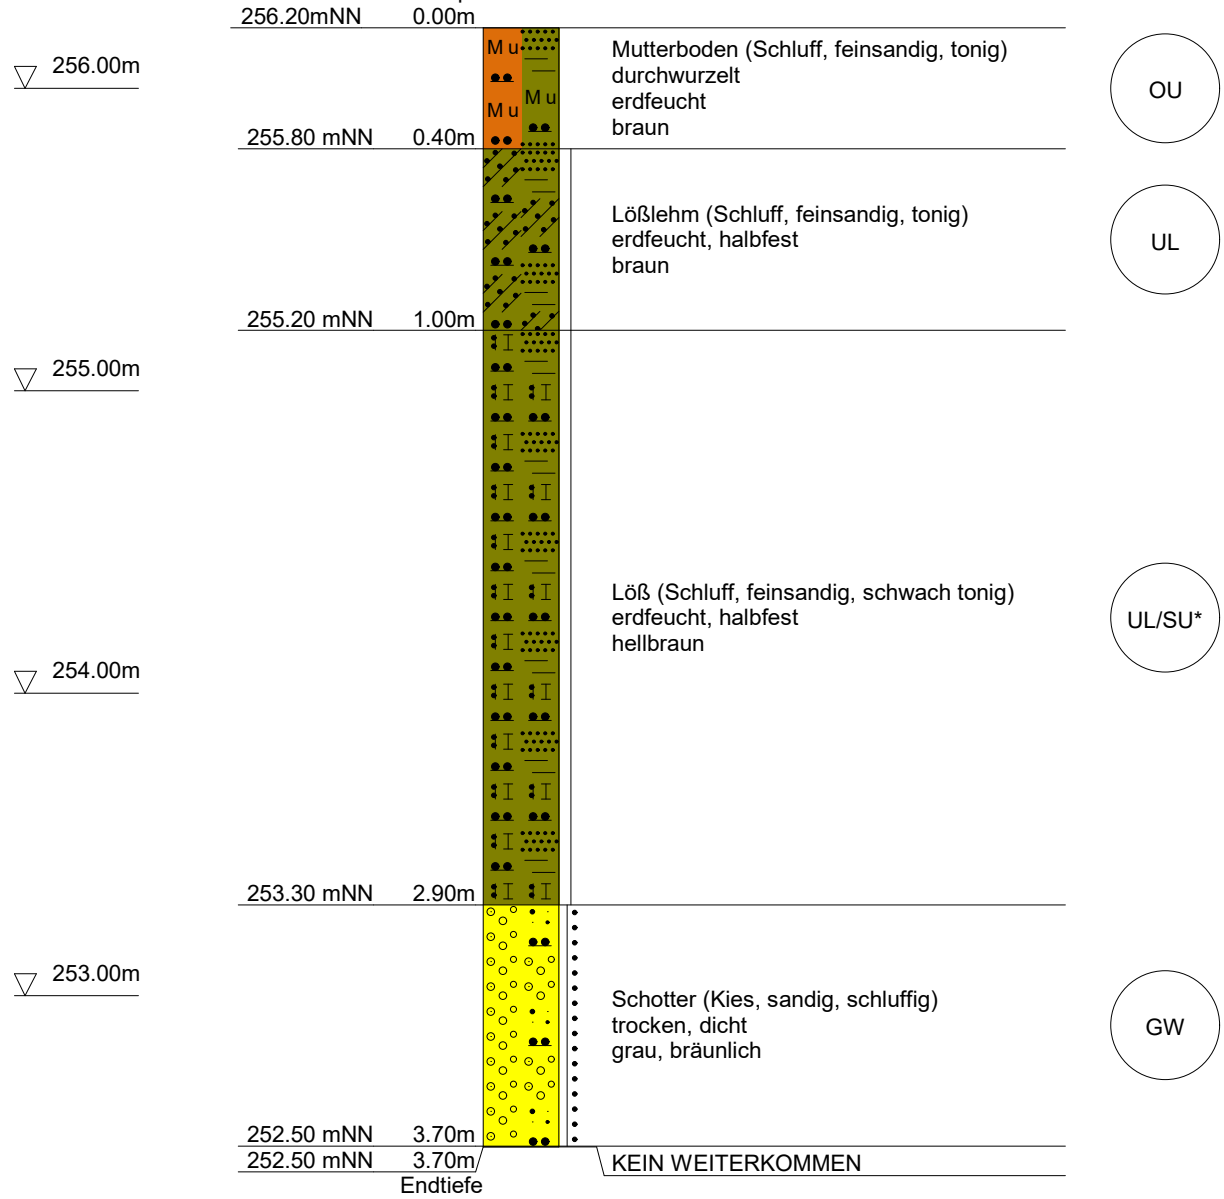 256.20mNN 0.00m
256.00m
M u
M u
M u
Mutterboden (Schluff, feinsandig, tonig)
durchwurzelt
erdfeucht
braun
OU
255.80 mNN 0.40m
Lößlehm (Schluff, feinsandig, tonig)
erdfeucht, halbfest
braun
UL
255.20 mNN 1.00m
255.00m
Löß (Schluff, feinsandig, schwach tonig)
erdfeucht, halbfest
hellbraun
UL/SU*
254.00m
253.30 mNN 2.90m
253.00m
Schotter (Kies, sandig, schluffig)
trocken, dicht
grau, bräunlich
GW
252.50 mNN 3.70m
252.50 mNN 3.70m
KEIN WEITERKOMMEN
Endtiefe